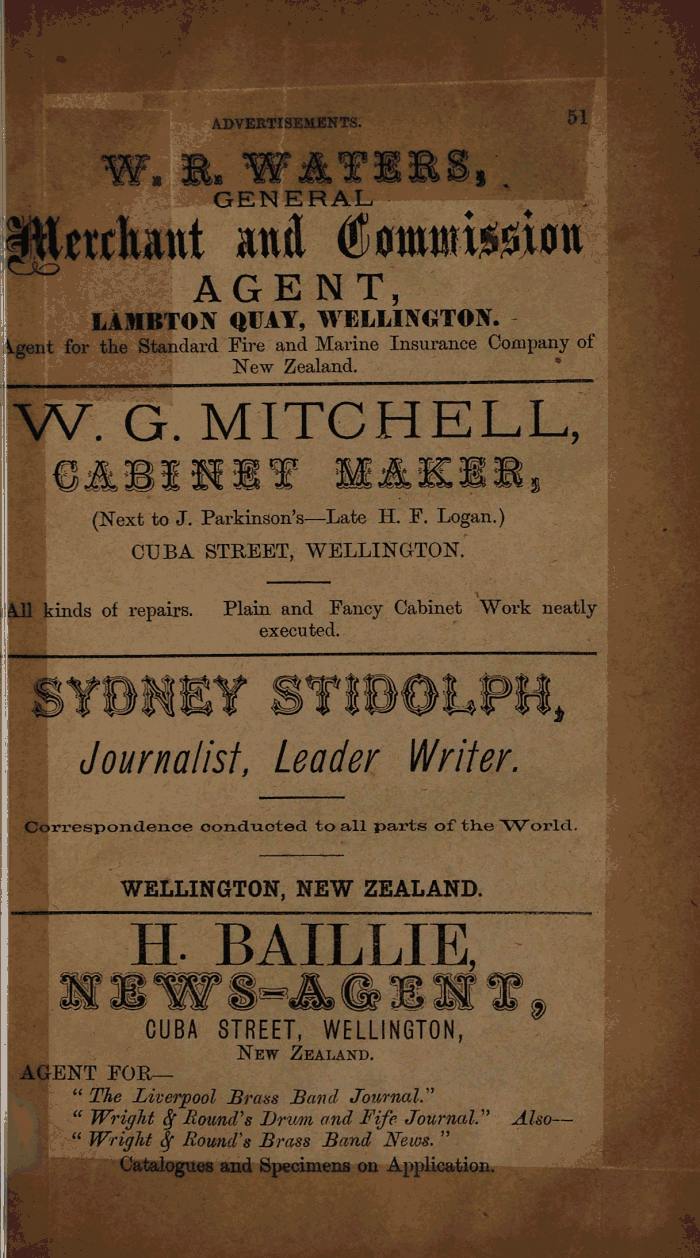 ADVERTISEMENTS. 51
W. R. WATERS,
GENERAL
Merchant and Commission
AGENT,
LAMBTON QUAY, WELLINGTON.
Agent for the Standard Fire and Marine Insurance Company of
New Zealand.
W. G. MITCHELL,
CABINET MAKER,
(Next to J. Parkinson's—Late H. F. Logan.)
CUBA STREET, WELLINGTON.
All kinds of repairs. Plain and Fancy Cabinet Work neatly
executed.
SYDNEY STIDOLPH,
Journalist, Leader Writer.
Correspondence conducted to all parts of the World.
WELLINGTON, NEW ZEALAND.
H. BAILLIE,
NEWS-AGENT,
CUBA STREET, WELLINGTON,
NEW ZEALAND.
AGENT FOR—
" The Liverpool Brass Band Journal."
" Wright & Round's Drum and Fife Journal." Also—
" Wright & Round's Brass Band News. "
Catalogues and Specimens on Application.